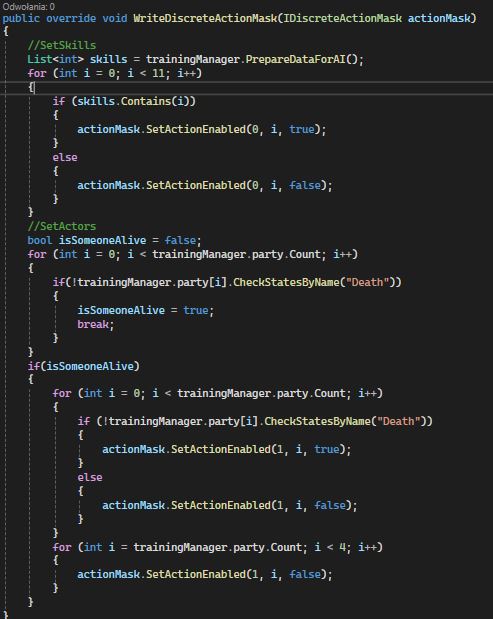 Odwołania: 0
public override void WriteDiscreteActionMask(IDiscreteActionMask actionMask)
{
    //SetSkills
    List<int> skills = trainingManager.PrepareDataForAI();
    for (int i = 0; i < 11; i++)
    {
        if (skills.Contains(i))
        {
            actionMask.SetActionEnabled(0, i, true);
        }
        else
        {
            actionMask.SetActionEnabled(0, i, false);
        }
    }
    //SetActors
    bool isSomeoneAlive = false;
    for (int i = 0; i < trainingManager.party.Count; i++)
    {
        if(!trainingManager.party[i].CheckStatesByName("Death"))
        {
            isSomeoneAlive = true;
            break;
        }
    }
    if(isSomeoneAlive)
    {
        for (int i = 0; i < trainingManager.party.Count; i++)
        {
            if (!trainingManager.party[i].CheckStatesByName("Death"))
            {
                actionMask.SetActionEnabled(1, i, true);
            }
            else
            {
                actionMask.SetActionEnabled(1, i, false);
            }
        }
        for (int i = trainingManager.party.Count; i < 4; i++)
        {
            actionMask.SetActionEnabled(1, i, false);
        }
    }
}